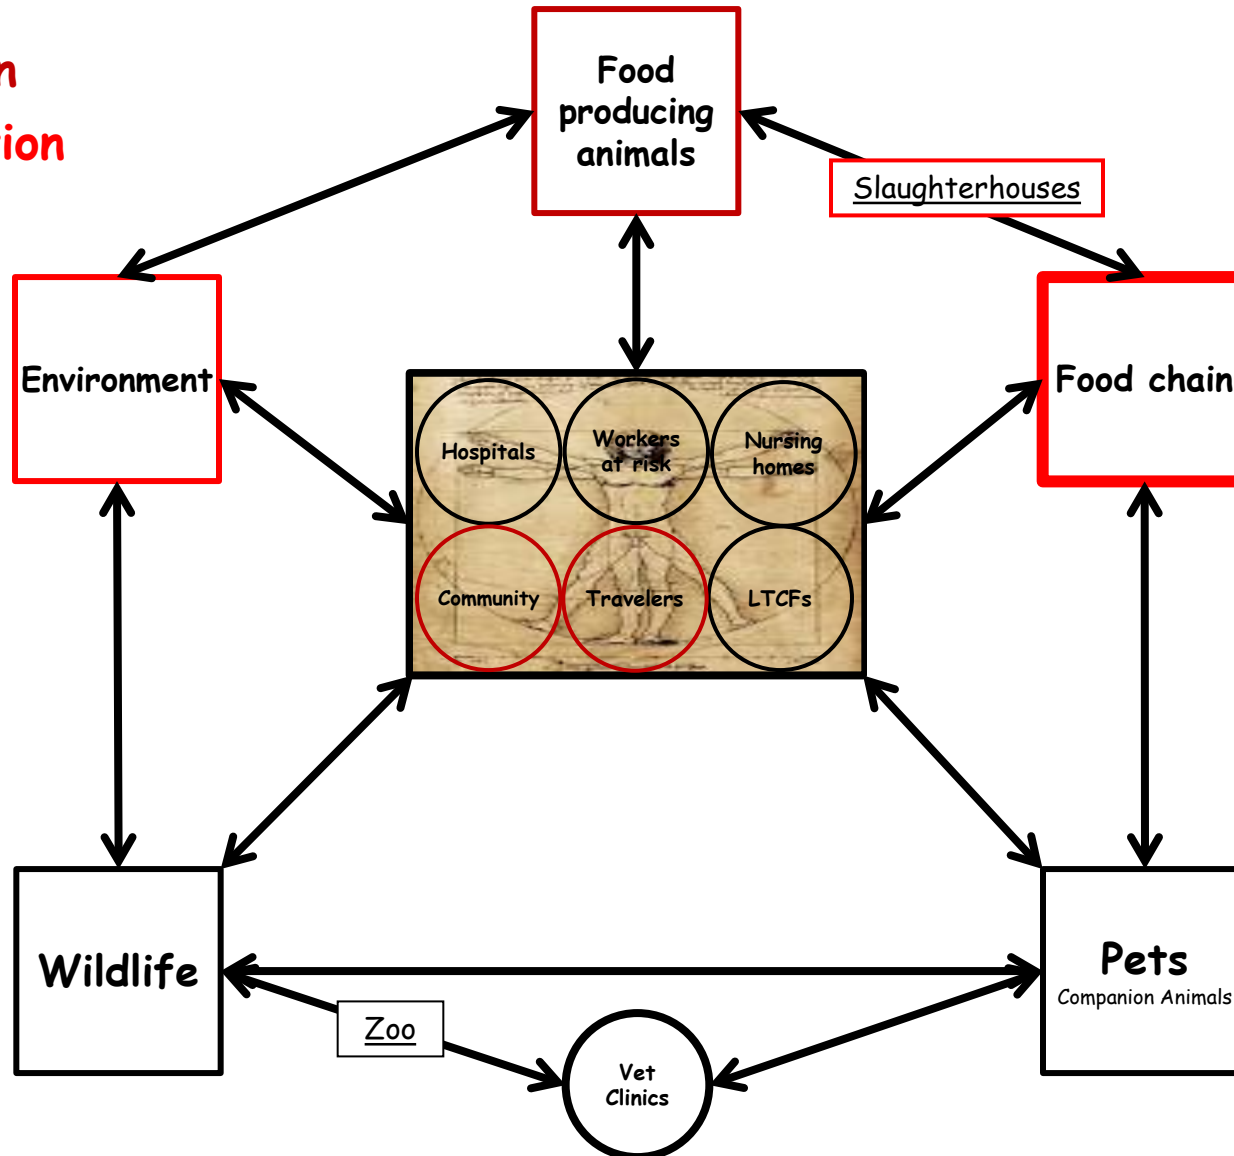 Food
producing
animals
Slaughterhouses
Environment
Food chain
Hospitals
Workers
at risk
Nursing
homes
Community
Travelers
LTCFs
Wildlife
Pets
Companion Animals
Zoo
Vet
Clinics